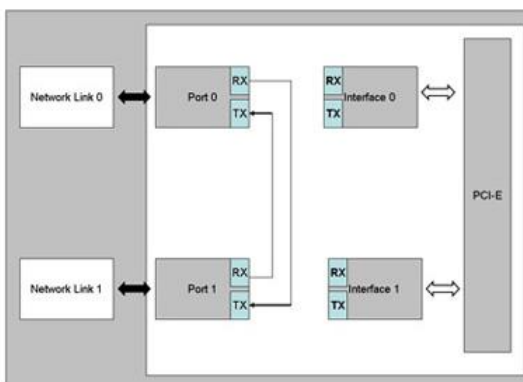 RX
RX
Network Link 0
Port 0
Interface 0
TX
TX
PCI-E
RX
RX
Network Link 1
Port 1
Interface 1
TX
TX